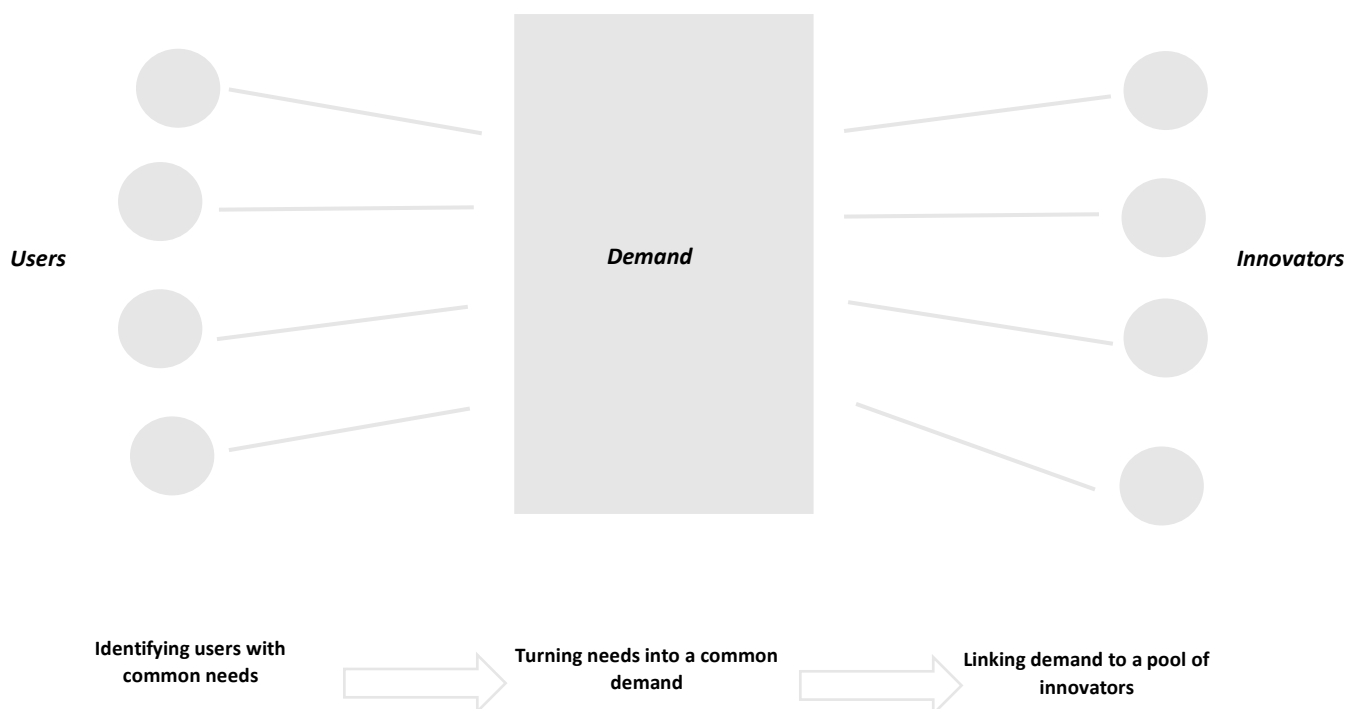 Users
Demand
Innovators
Identifying users with
common needs
Turning needs into a common
demand
Linking demand to a pool of
innovators